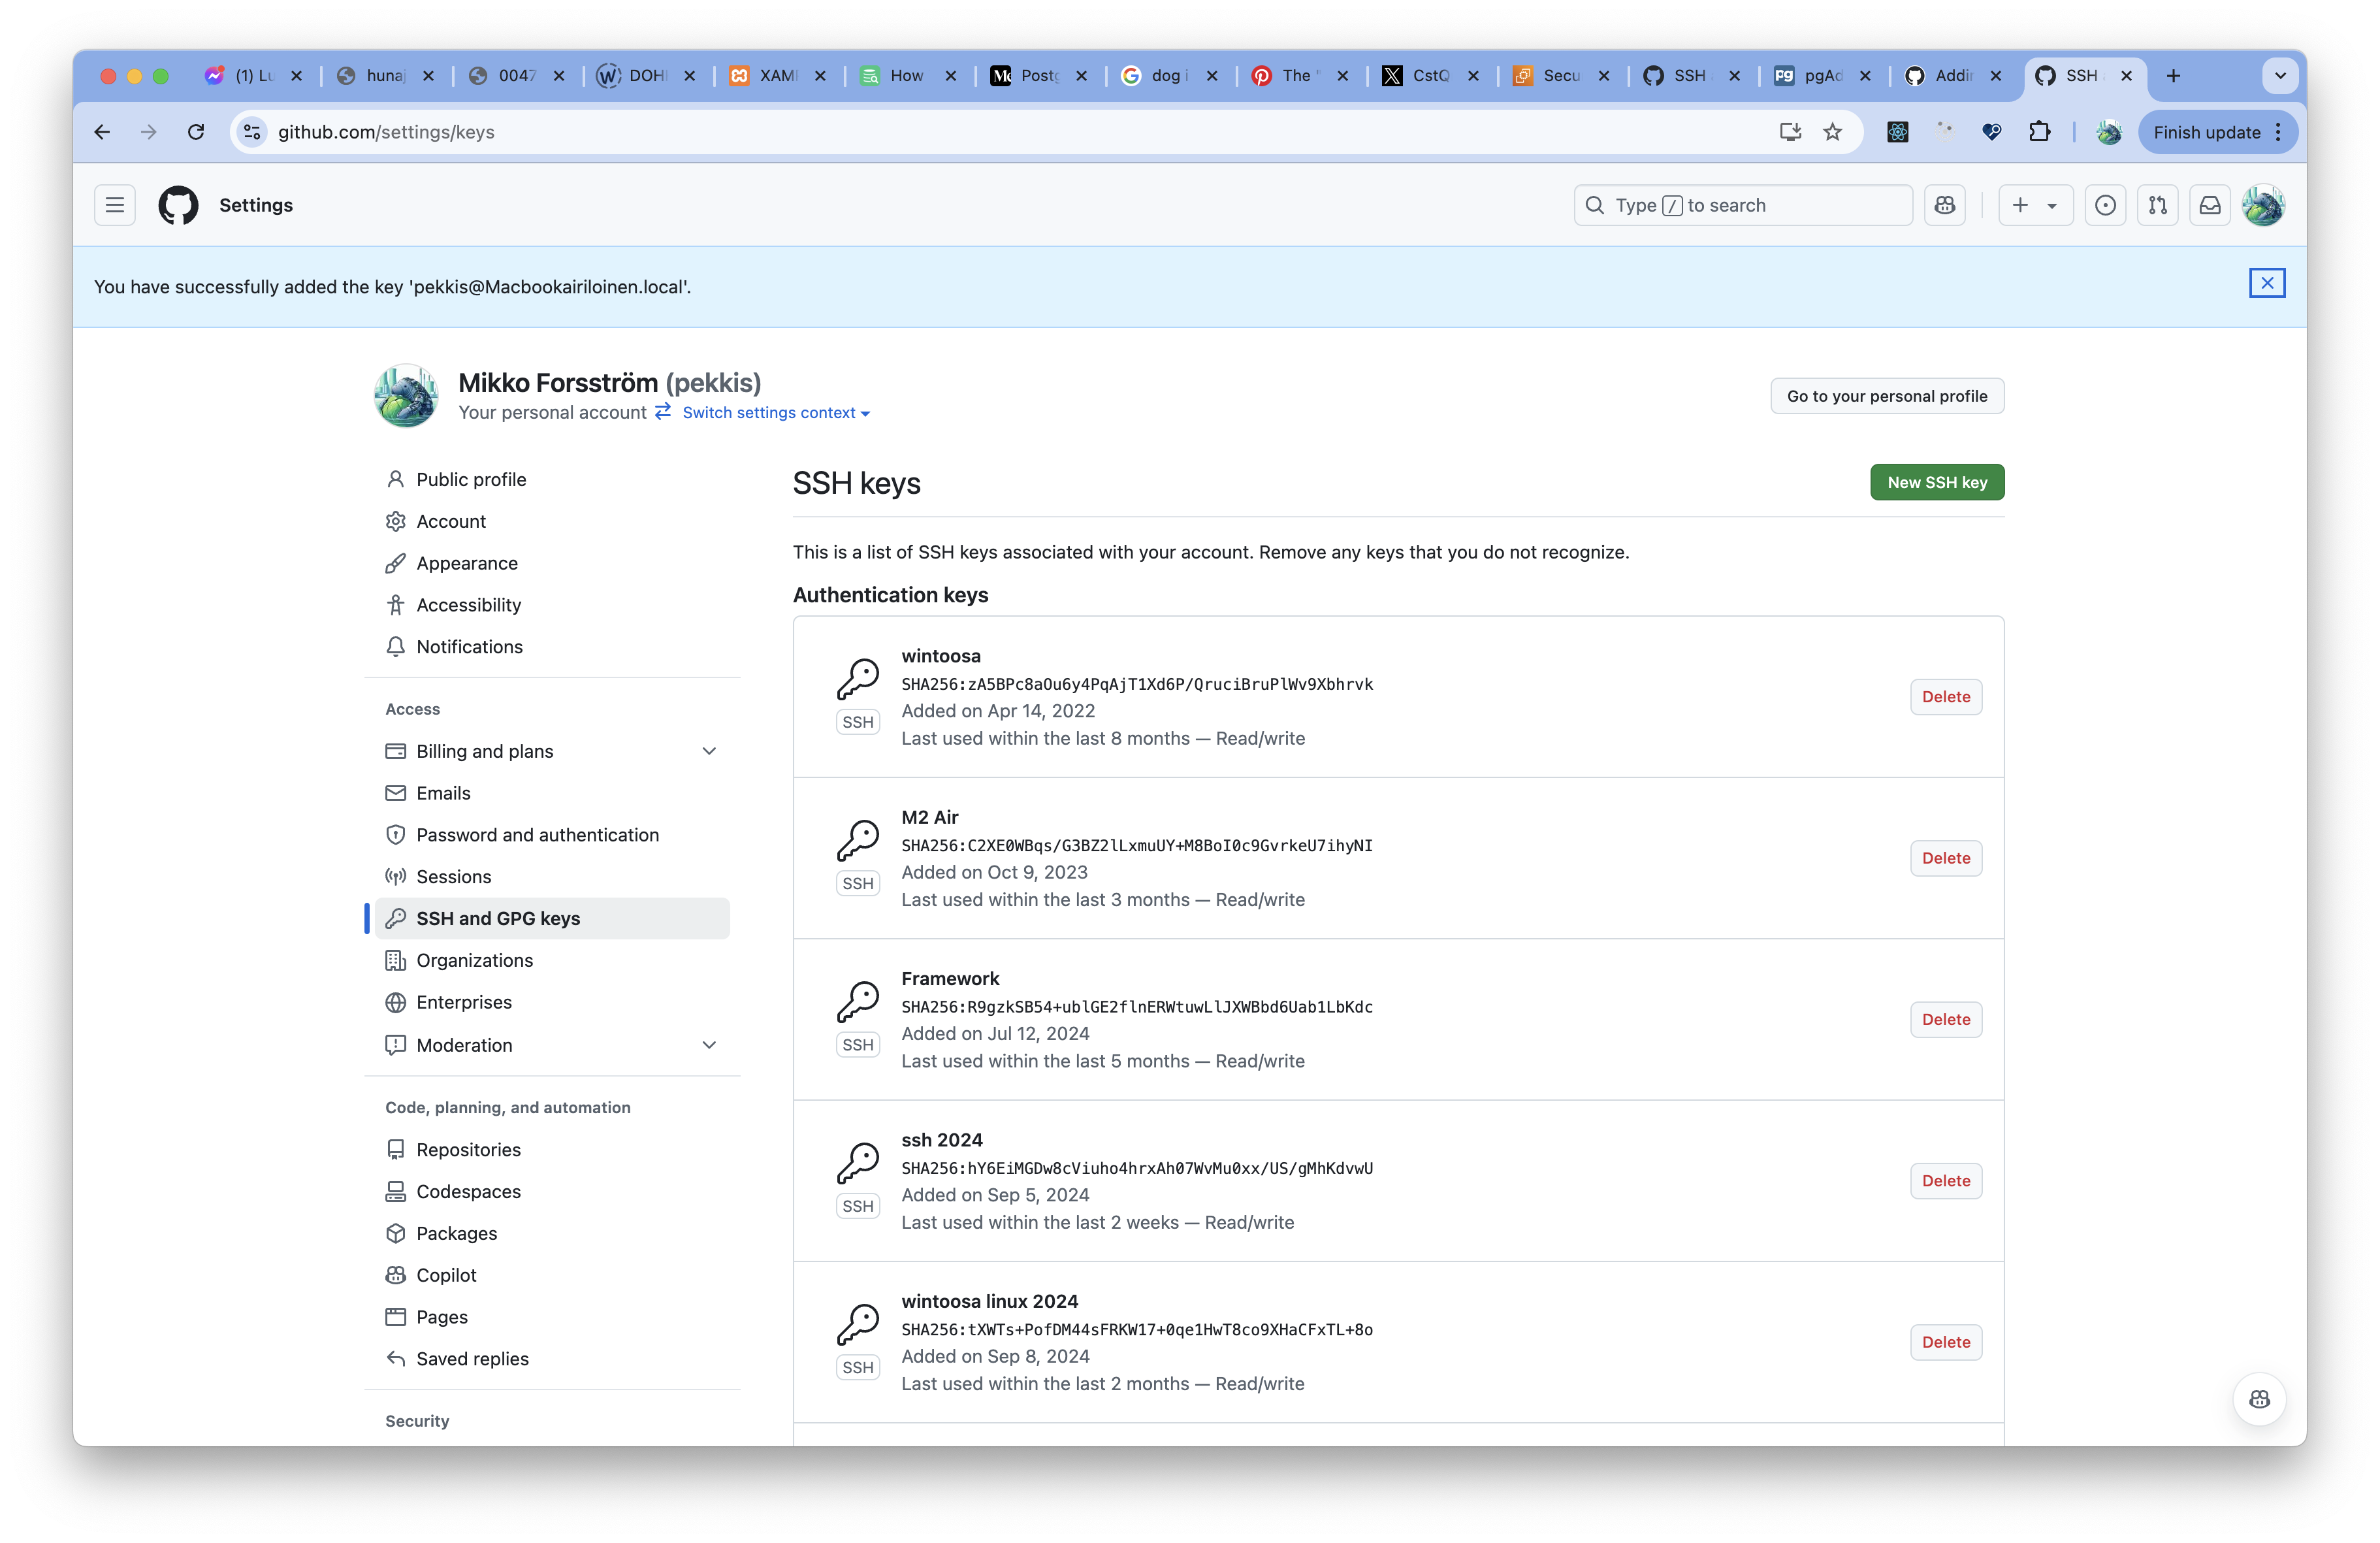 (1) Lu
hunaj
0047
DOH
XAM
How
Postg
dog i
The "
CstQ
Secu
SSH
pgAd
Addin
SSH
github.com/settings/keys
Finish update
Settings
Type / to search
You have successfully added the key 'pekkis@Macbookairiloinen.local'.
Mikko Forsström (pekkis)
Your personal account Switch settings context
Go to your personal profile
Public profile
Account
Appearance
Accessibility
Notifications
Access
Billing and plans
Emails
Password and authentication
Sessions
SSH and GPG keys
Organizations
Enterprises
Moderation
Code, planning, and automation
Repositories
Codespaces
Packages
Copilot
Pages
Saved replies
Security
SSH keys
New SSH key
This is a list of SSH keys associated with your account. Remove any keys that you do not recognize.
Authentication keys
wintoosa
SHA256:zA5BPc8aOu6y4PqAjT1Xd6P/QruciBruPlWv9Xbhrvk
Added on Apr 14, 2022
Last used within the last 8 months — Read/write
SSH
Delete
M2 Air
SHA256:C2XE0WBqs/G3BZ2lLxmuUY+M8BoI0c9GvrkeU7ihyNI
Added on Oct 9, 2023
Last used within the last 3 months — Read/write
SSH
Delete
Framework
SHA256:R9gzkSB54+ublGE2flnERWtuwLlJXWBbd6Uab1LbKdc
Added on Jul 12, 2024
Last used within the last 5 months — Read/write
SSH
Delete
ssh 2024
SHA256:hY6EiMGDw8cViuho4hrxAh07WvMu0xx/US/gMhKdvwU
Added on Sep 5, 2024
Last used within the last 2 weeks — Read/write
SSH
Delete
wintoosa linux 2024
SHA256:tXWTs+PofDM44sFRKW17+0qe1HwT8co9XHaCFxTL+8o
Added on Sep 8, 2024
Last used within the last 2 months — Read/write
SSH
Delete